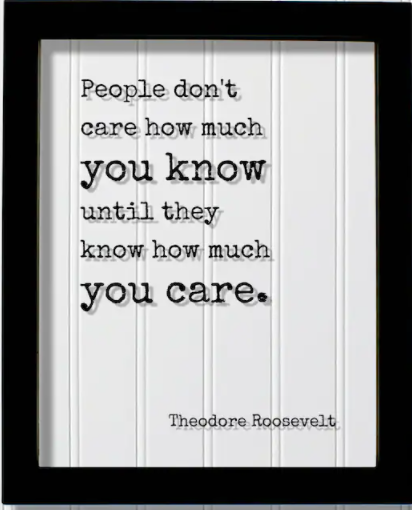 People don't
care how much
you know
until they
know how much
you care.
Theodore Roosevelt